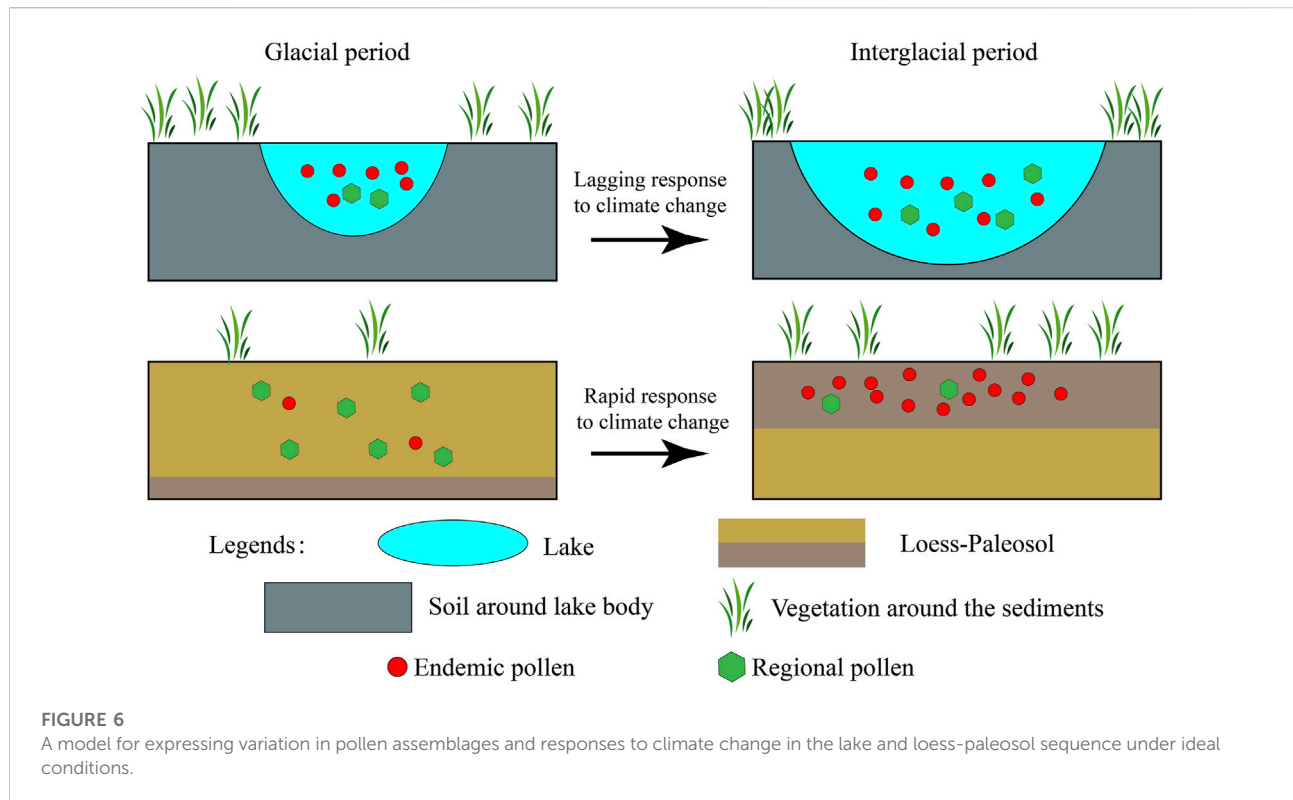 Glacial period
Interglacial period
Lagging response
to climate change
Rapid response
to climate change
Legends:
Lake
Loess-Paleosol
Soil around lake body
Vegetation around the sediments
Endemic pollen
Regional pollen
FIGURE 6
A model for expressing variation in pollen assemblages and responses to climate change in the lake and loess-paleosol sequence under ideal
conditions.